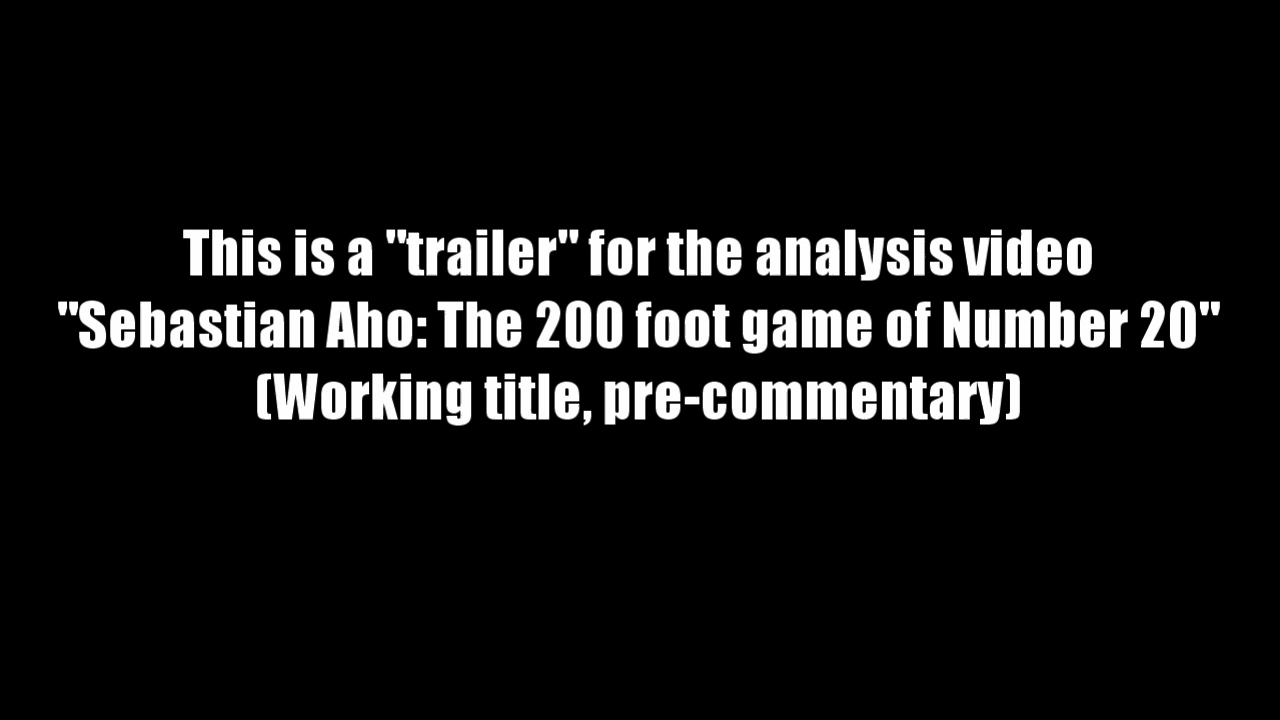 This is a "trailer" for the analysis video
"Sebastian Aho: The 200 foot game of Number 20"
(Working title, pre-commentary)